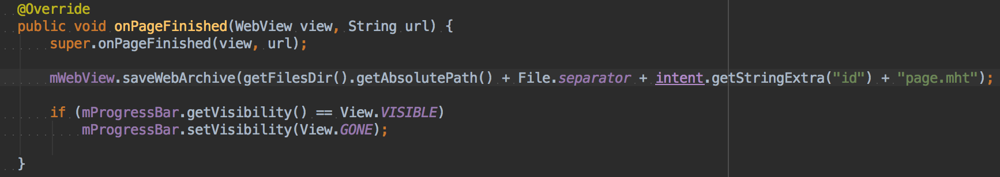 @Override
public void onPageFinished(WebView view, String url) {
super.onPageFinished(view, url);
mWebView.saveWebArchive(getFilesDir().getAbsolutePath() + File.separator + intent.getStringExtra("id") + "page.mht");
if (mProgressBar.getVisibility() == View.VISIBLE)
mProgressBar.setVisibility(View.GONE);
}